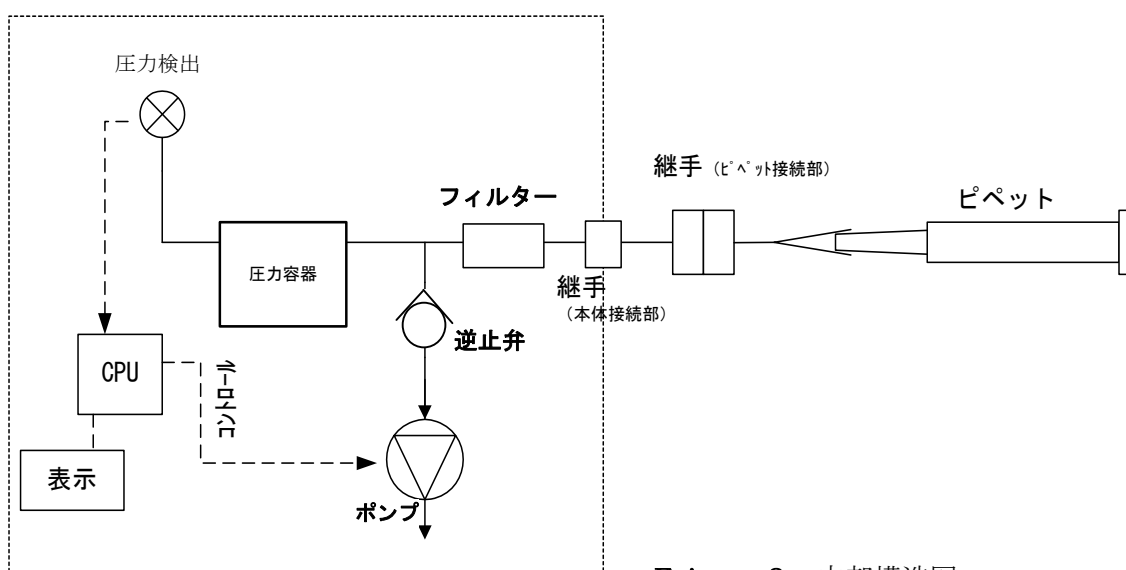 圧力検出
継手 (ﾋﾟﾍﾟｯﾄ接続部)
フィルター
ピペット
圧力容器
継手
(本体接続部)
逆止弁
CPU
コントロール
表示
ポンプ